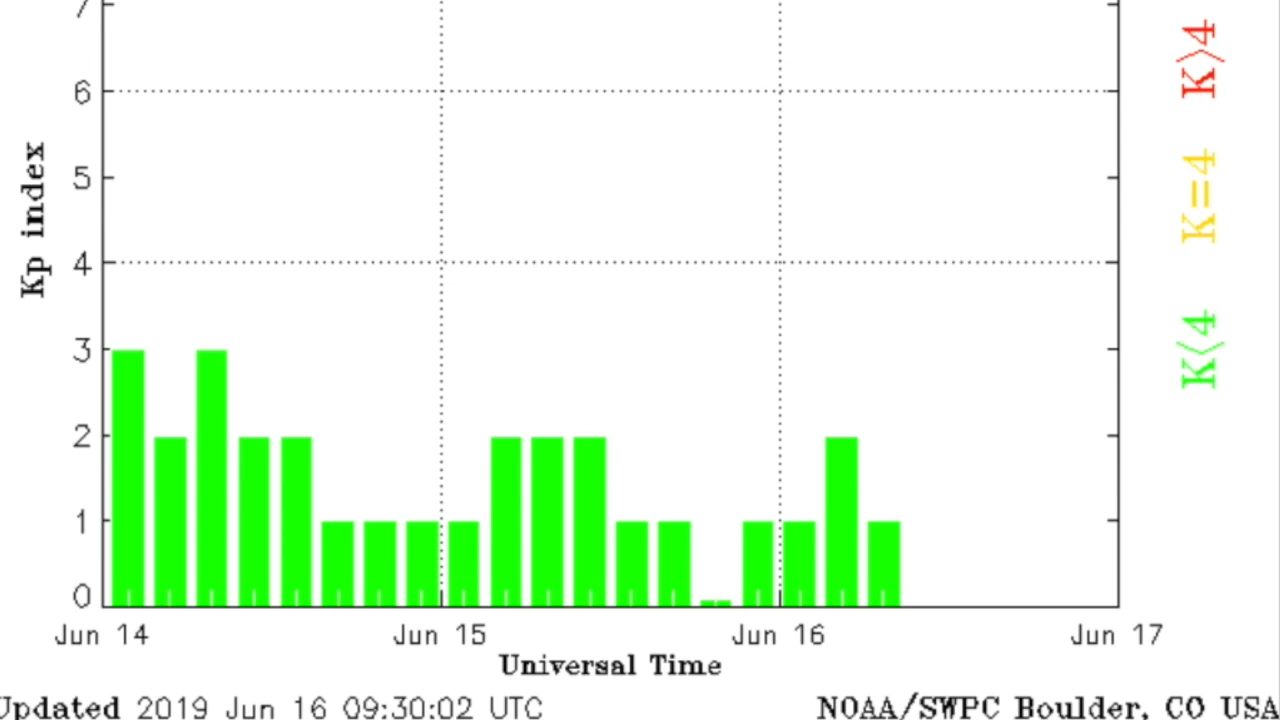 7
6
5
4
3
2
1
0
Kp index
Jun 14 Jun 15 Jun 16 Jun 17
Universal Time
Updated 2019 Jun 16 09:30:02 UTC
NOAA/SWPC Boulder, CO USA
K>4
K=4
K<4